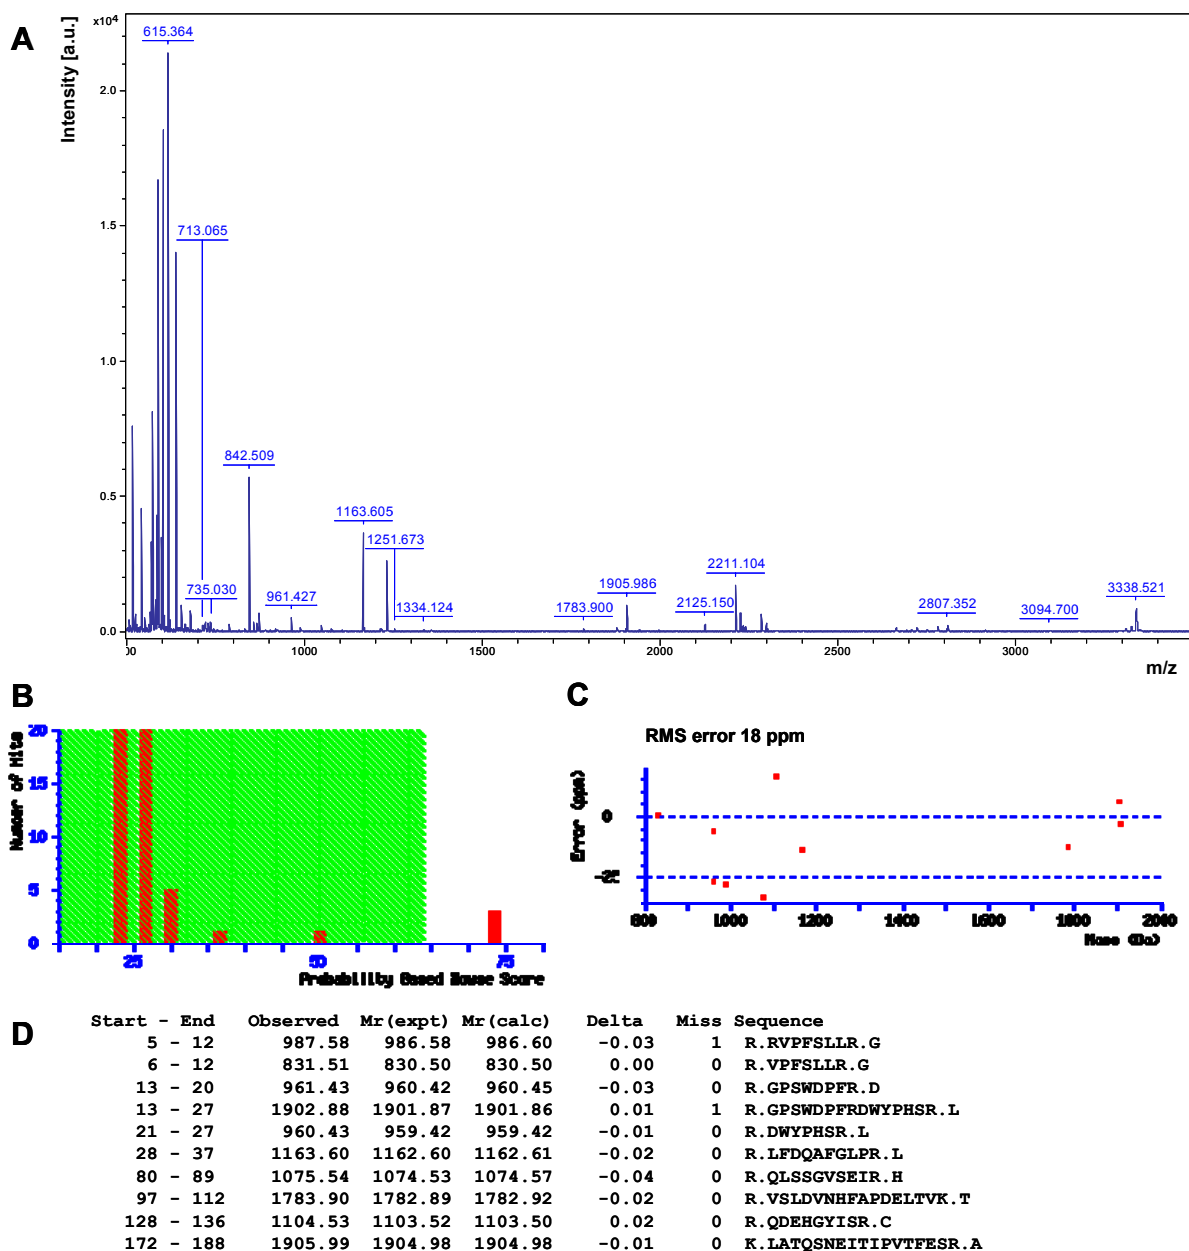 A
Intensity [a.u.]
x10⁴
2.0
1.5
1.0
0.5
0.0
615.364
713.065
842.509
735.030
961.427
1163.605
1251.673
1334.124
1783.900
1905.986
2125.150
2211.104
2807.352
3094.700
3338.521
00
1000
1500
2000
2500
3000
m/z
B
Number of Hits
20
15
10
5
0
25
50
75
Probability Based Mowse Score
C
RMS error 18 ppm
Error (ppm)
0
-25
800
1000
1200
1400
1600
1800
2000
Mass (Da)
D
Start - End Observed Mr(expt) Mr(calc) Delta Miss Sequence
5 - 12 987.58 986.58 986.60 -0.03 1 R.RVPFSLLR.G
6 - 12 831.51 830.50 830.50 0.00 0 R.VPFSLLR.G
13 - 20 961.43 960.42 960.45 -0.03 0 R.GPSWDPFR.D
13 - 27 1902.88 1901.87 1901.86 0.01 1 R.GPSWDPFRDWYPHSR.L
21 - 27 960.43 959.42 959.42 -0.01 0 R.DWYPHSR.L
28 - 37 1163.60 1162.60 1162.61 -0.02 0 R.LFDQAFGLPR.L
80 - 89 1075.54 1074.53 1074.57 -0.04 0 R.QLSSGVSEIR.H
97 - 112 1783.90 1782.89 1782.92 -0.02 0 R.VSLDVNHFAPDELTVK.T
128 - 136 1104.53 1103.52 1103.50 0.02 0 R.QDEHGYISR.C
172 - 188 1905.99 1904.98 1904.98 -0.01 0 K.LATQSNEITIPVTFESR.A